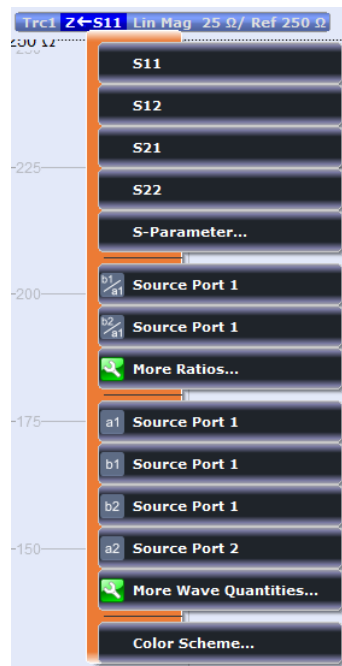 Trc1 Z←S11 Lin Mag 25 Ω/ Ref 250 Ω
S11
S12
S21
225
S22
S-Parameter...
b1/a1 Source Port 1
200
b2/a1 Source Port 1
More Ratios...
175
a1 Source Port 1
b1 Source Port 1
b2 Source Port 1
150
a2 Source Port 2
More Wave Quantities...
Color Scheme...